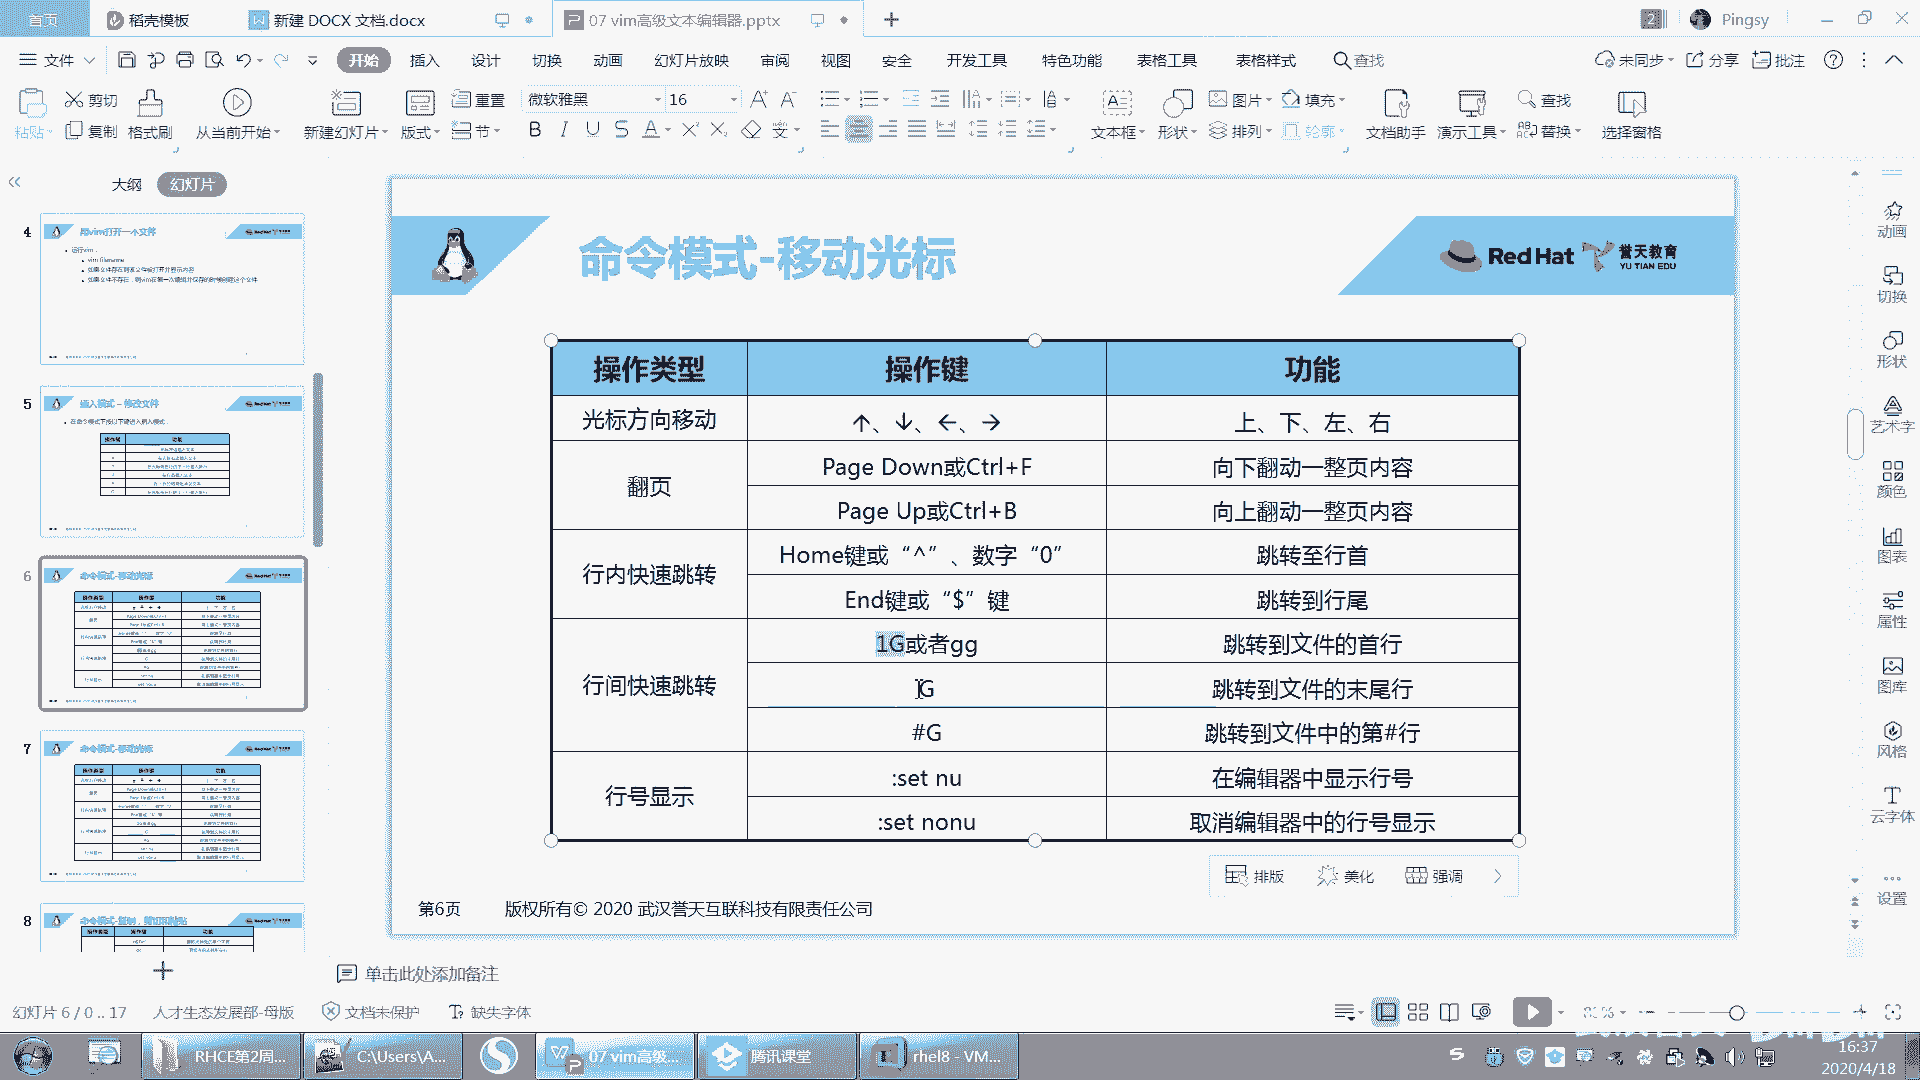 首页
稻壳模板
新建 DOCX 文档.docx
07 vim高级文本编辑器.pptx
2
Pingsy
文件
开始
插入
设计
切换
动画
幻灯片放映
审阅
视图
安全
开发工具
特色功能
表格工具
表格样式
查找
未同步
分享
批注
粘贴
剪切
复制
格式刷
从当前开始
新建幻灯片
版式
重置
节
微软雅黑
16
文本框
形状
图片
排列
填充
轮廓
文档助手
演示工具
查找
替换
选择窗格
大纲
幻灯片
4
用vim打开一个文件
运行vim:
vim filename
5
插入模式 – 修改文件
6
命令模式-移动光标
7
命令模式-移动光标
8
命令模式-复制、剪切和粘贴
命令模式-移动光标
Red Hat
誉天教育
YU TIAN EDU
操作类型 操作键 功能
光标方向移动 ↑、↓、←、→ 上、下、左、右
翻页 Page Down或Ctrl+F 向下翻动一整页内容
Page Up或Ctrl+B 向上翻动一整页内容
行内快速跳转 Home键或“^”、数字“0” 跳转至行首
End键或“$”键 跳转到行尾
行间快速跳转 1G或者gg 跳转到文件的首行
G 跳转到文件的末尾行
#G 跳转到文件中的第#行
行号显示 :set nu 在编辑器中显示行号
:set nonu 取消编辑器中的行号显示
排版
美化
强调
第6页
版权所有© 2020 武汉誉天互联科技有限责任公司
动画
切换
形状
艺术字
颜色
图表
属性
图库
风格
云字体
设置
单击此处添加备注
幻灯片 6 / 0 .. 17
人才生态发展部-母版
文档未保护
缺失字体
RHCE第2周...
C:\Users\A...
07 vim高级...
腾讯课堂
rhel8 - VM...
16:37
2020/4/18